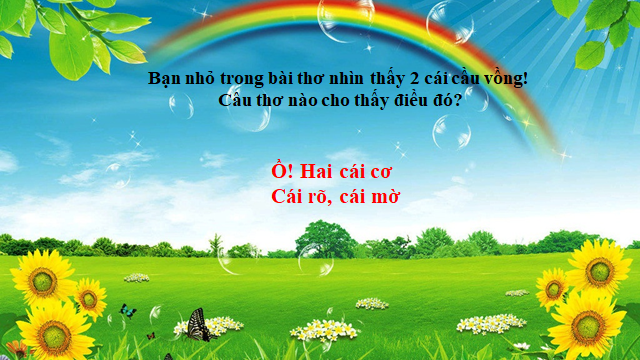 Bạn nhỏ trong bài thơ nhìn thấy 2 cái cầu vồng!
Câu thơ nào cho thấy điều đó?
Ồ! Hai cái cơ
Cái rõ, cái mờ